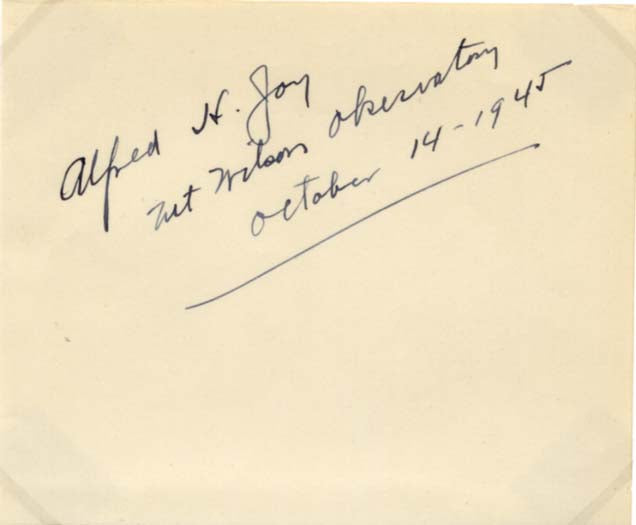 Alfred H. Joy
Mt Wilson Observatory
October 14-1945